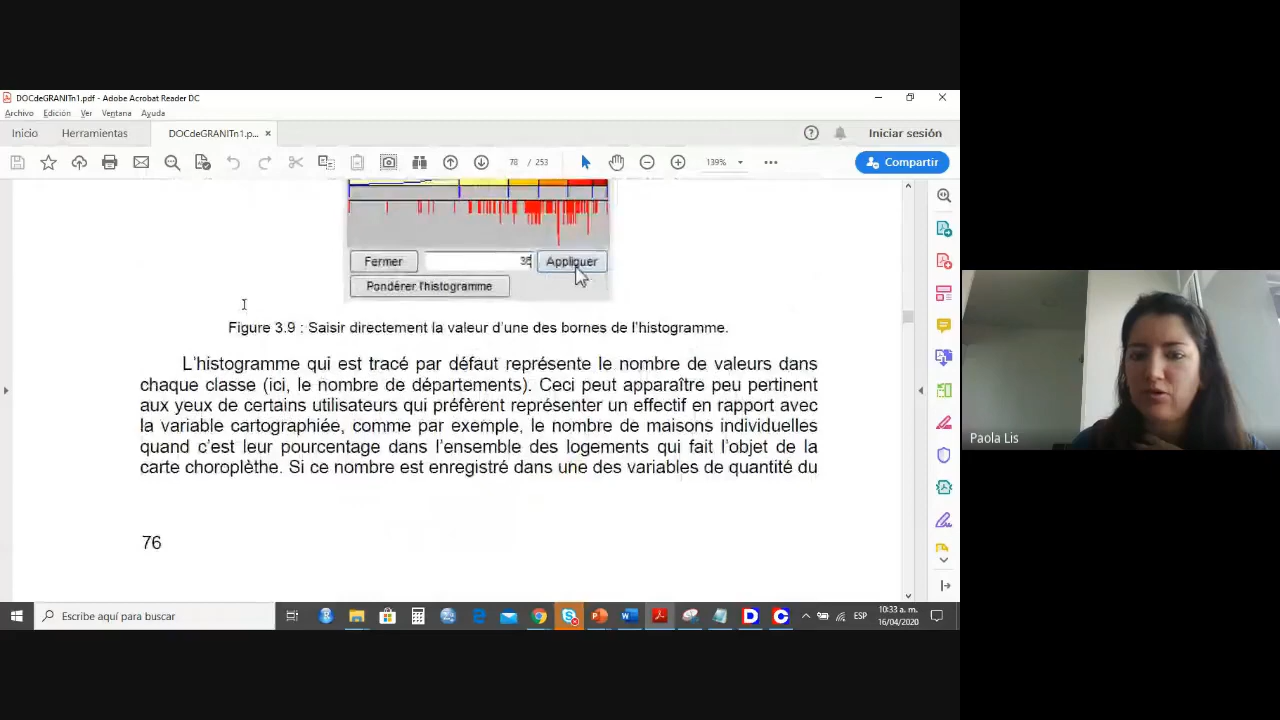 DOCdeGRANITn1.pdf - Adobe Acrobat Reader DC
Archivo Edición Ver Ventana Ayuda
Inicio Herramientas DOCdeGRANITn1.p... × Iniciar sesión
78 / 253 139% Compartir
Fermer 36 Appliquer
Pondérer l'histogramme
Figure 3.9 : Saisir directement la valeur d'une des bornes de l'histogramme.
L'histogramme qui est tracé par défaut représente le nombre de valeurs dans
chaque classe (ici, le nombre de départements). Ceci peut apparaître peu pertinent
aux yeux de certains utilisateurs qui préfèrent représenter un effectif en rapport avec
la variable cartographiée, comme par exemple, le nombre de maisons individuelles
quand c'est leur pourcentage dans l'ensemble des logements qui fait l'objet de la
carte choroplèthe. Si ce nombre est enregistré dans une des variables de quantité du
76
Paola Lis
Escribe aquí para buscar
ESP
10:33 a. m.
16/04/2020